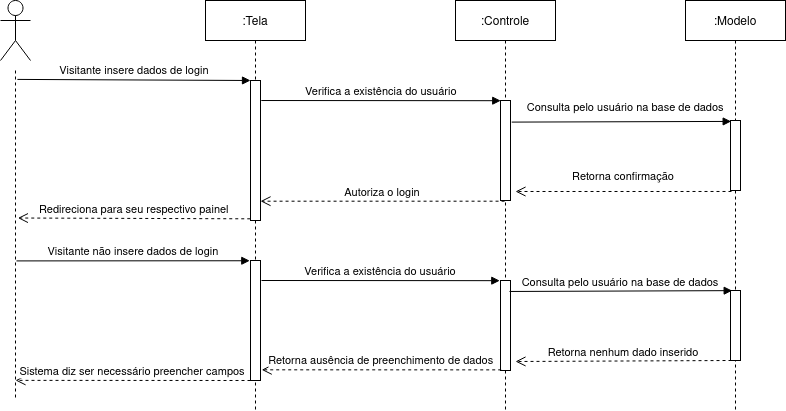 :Tela
:Controle
:Modelo
Visitante insere dados de login
Verifica a existência do usuário
Consulta pelo usuário na base de dados
Retorna confirmação
Autoriza o login
Redireciona para seu respectivo painel
Visitante não insere dados de login
Verifica a existência do usuário
Consulta pelo usuário na base de dados
Retorna nenhum dado inserido
Retorna ausência de preenchimento de dados
Sistema diz ser necessário preencher campos